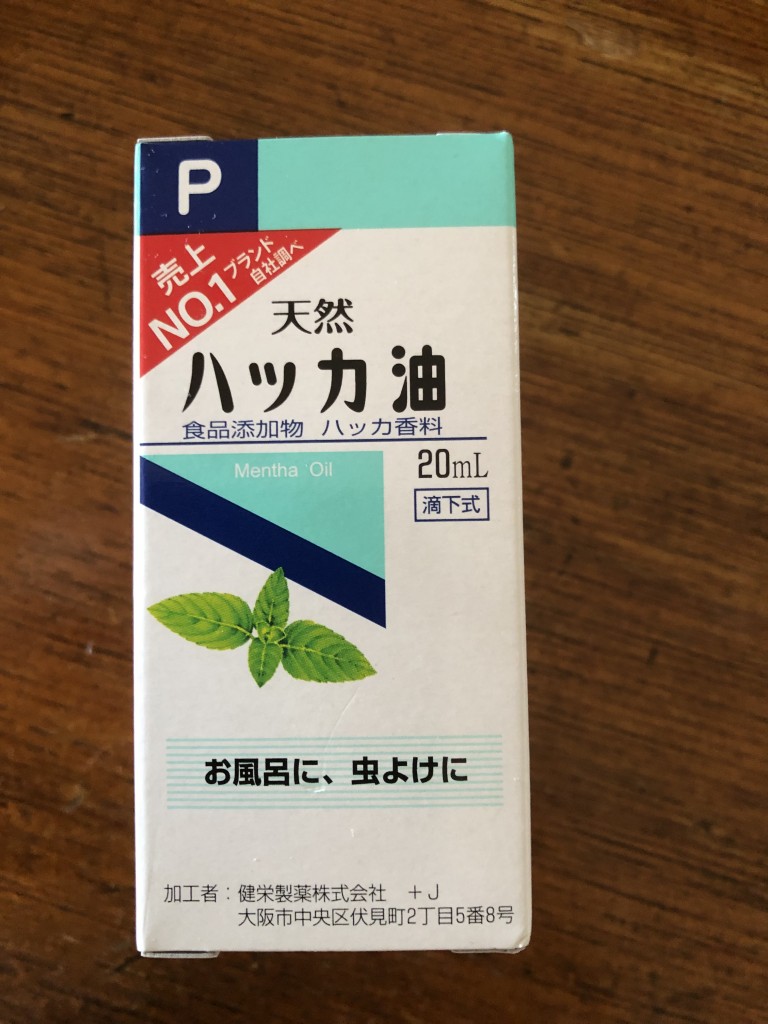 P
売上
NO.1
ブランド
自社調べ
天然
ハッカ油
食品添加物 ハッカ香料
Mentha Oil
20mL
滴下式
お風呂に、虫よけに
加工者：健栄製薬株式会社 +J
大阪市中央区伏見町2丁目5番8号